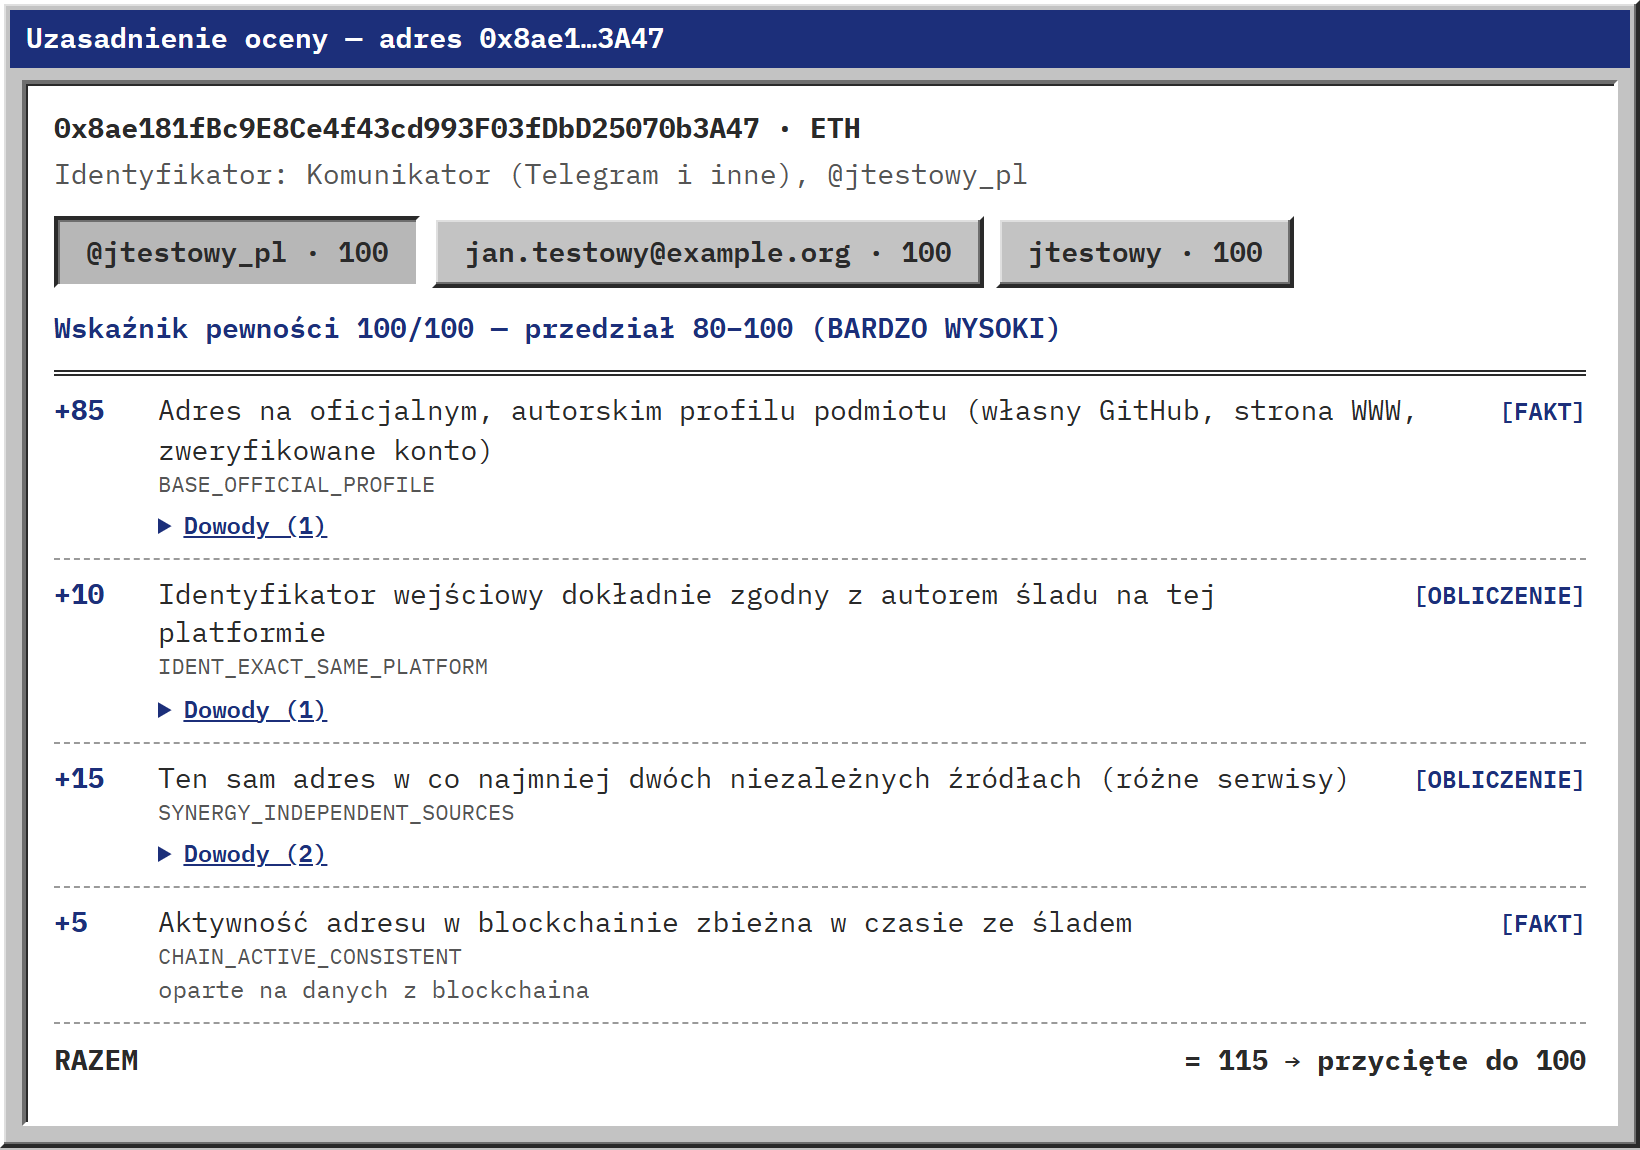 Uzasadnienie oceny — adres 0x8ae1…3A47
0x8ae181fBc9E8Ce4f43cd993F03fDbD25070b3A47 · ETH
Identyfikator: Komunikator (Telegram i inne), @jtestowy_pl
@jtestowy_pl · 100
jan.testowy@example.org · 100
jtestowy · 100
Wskaźnik pewności 100/100 — przedział 80–100 (BARDZO WYSOKI)
+85 Adres na oficjalnym, autorskim profilu podmiotu (własny GitHub, strona WWW, [FAKT]
zweryfikowane konto)
BASE_OFFICIAL_PROFILE
▶ Dowody (1)
+10 Identyfikator wejściowy dokładnie zgodny z autorem śladu na tej [OBLICZENIE]
platformie
IDENT_EXACT_SAME_PLATFORM
▶ Dowody (1)
+15 Ten sam adres w co najmniej dwóch niezależnych źródłach (różne serwisy) [OBLICZENIE]
SYNERGY_INDEPENDENT_SOURCES
▶ Dowody (2)
+5 Aktywność adresu w blockchainie zbieżna w czasie ze śladem [FAKT]
CHAIN_ACTIVE_CONSISTENT
oparte na danych z blockchaina
RAZEM = 115 → przycięte do 100